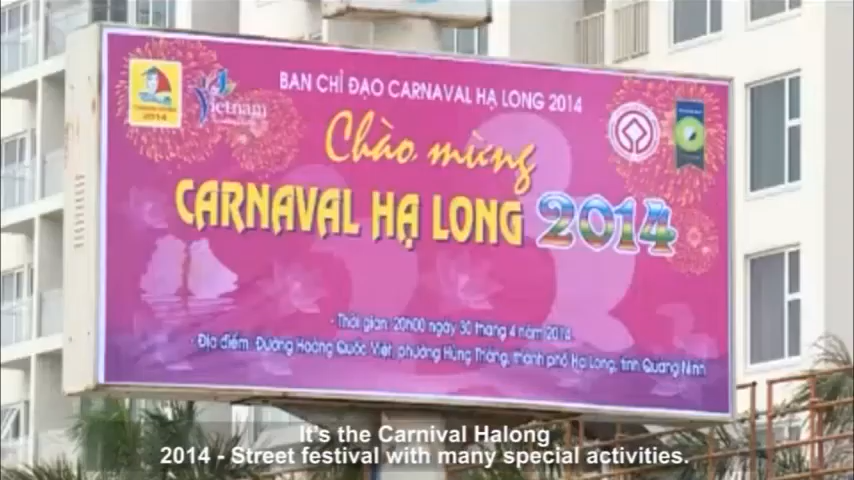 BAN CHỈ ĐẠO CARNAVAL HẠ LONG 2014
Vietnam
2014
Chào mừng
CARNAVAL HẠ LONG 2014
- Thời gian: 20h00 ngày 30 tháng 4 năm 2014
- Địa điểm: Đường Hoàng Quốc Việt, phường Hùng Thắng, thành phố Hạ Long, tỉnh Quảng Ninh
It's the Carnival Halong
2014 - Street festival with many special activities.